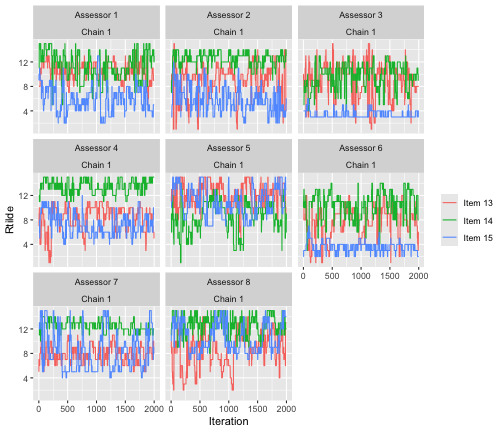 Assessor 1
Chain 1
Assessor 2
Chain 1
Assessor 3
Chain 1
12
8
4
Assessor 4
Chain 1
Assessor 5
Chain 1
Assessor 6
Chain 1
12
8
4
Rtilde
Item 13
Item 14
Item 15
0 500 1000 1500 2000
Assessor 7
Chain 1
Assessor 8
Chain 1
12
8
4
0 500 1000 1500 2000
0 500 1000 1500 2000
Iteration